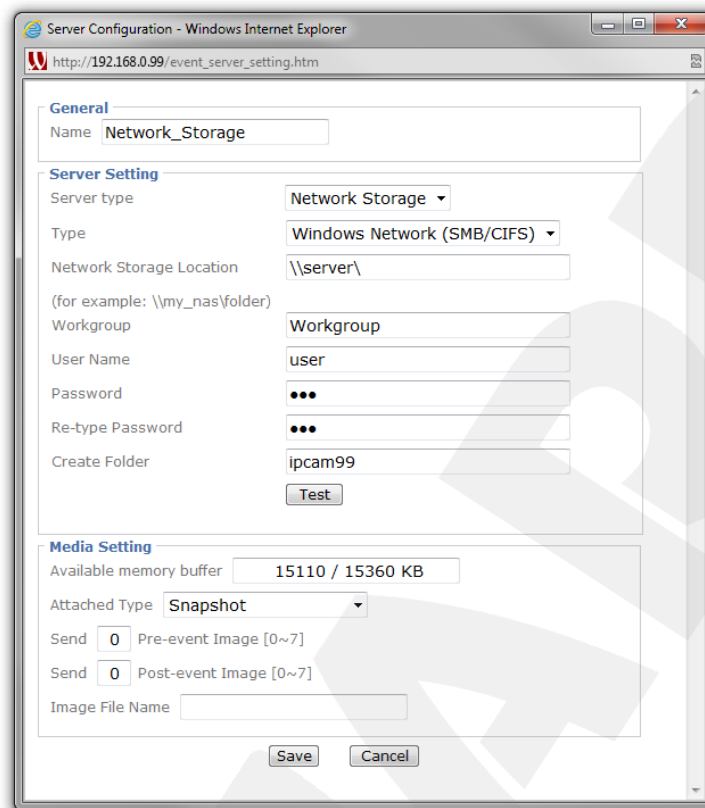 Server Configuration - Windows Internet Explorer
http://192.168.0.99/event_server_setting.htm
General
Name Network_Storage
Server Setting
Server type Network Storage
Type Windows Network (SMB/CIFS)
Network Storage Location \\server\
(for example: \\my_nas\folder)
Workgroup Workgroup
User Name user
Password •••
Re-type Password •••
Create Folder ipcam99
Test
Media Setting
Available memory buffer 15110 / 15360 KB
Attached Type Snapshot
Send 0 Pre-event Image [0~7]
Send 0 Post-event Image [0~7]
Image File Name
Save Cancel